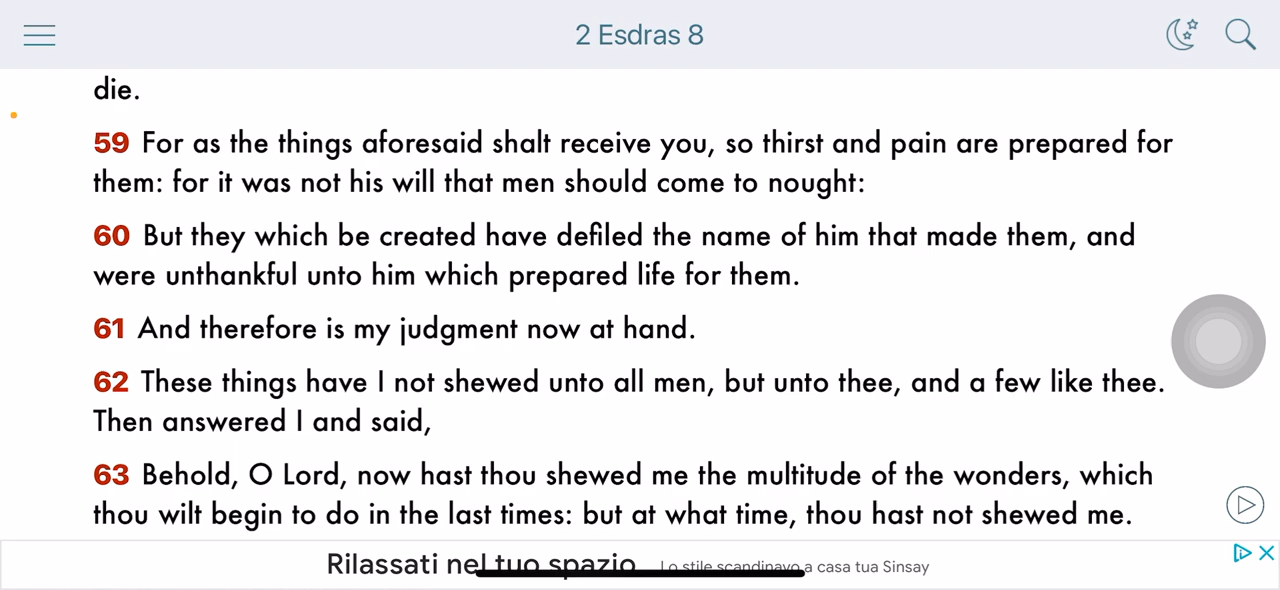 2 Esdras 8
die.
59 For as the things aforesaid shalt receive you, so thirst and pain are prepared for
them: for it was not his will that men should come to nought:
60 But they which be created have defiled the name of him that made them, and
were unthankful unto him which prepared life for them.
61 And therefore is my judgment now at hand.
62 These things have I not shewed unto all men, but unto thee, and a few like thee.
Then answered I and said,
63 Behold, O Lord, now hast thou shewed me the multitude of the wonders, which
thou wilt begin to do in the last times: but at what time, thou hast not shewed me.
Rilassati nel tuo spazio Lo stile scandinavo a casa tua Sinsay